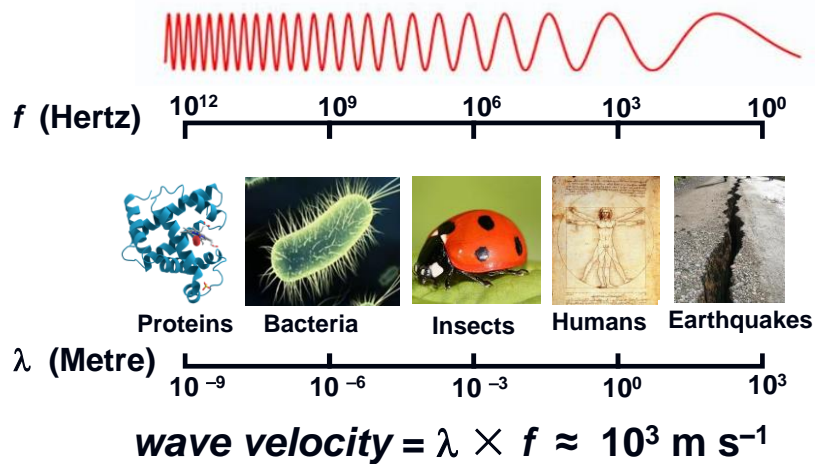 f (Hertz) 10¹² 10⁹ 10⁶ 10³ 10⁰
Proteins Bacteria Insects Humans Earthquakes
λ (Metre)
10⁻⁹ 10⁻⁶ 10⁻³ 10⁰ 10³
wave velocity = λ × f ≈ 10³ m s⁻¹